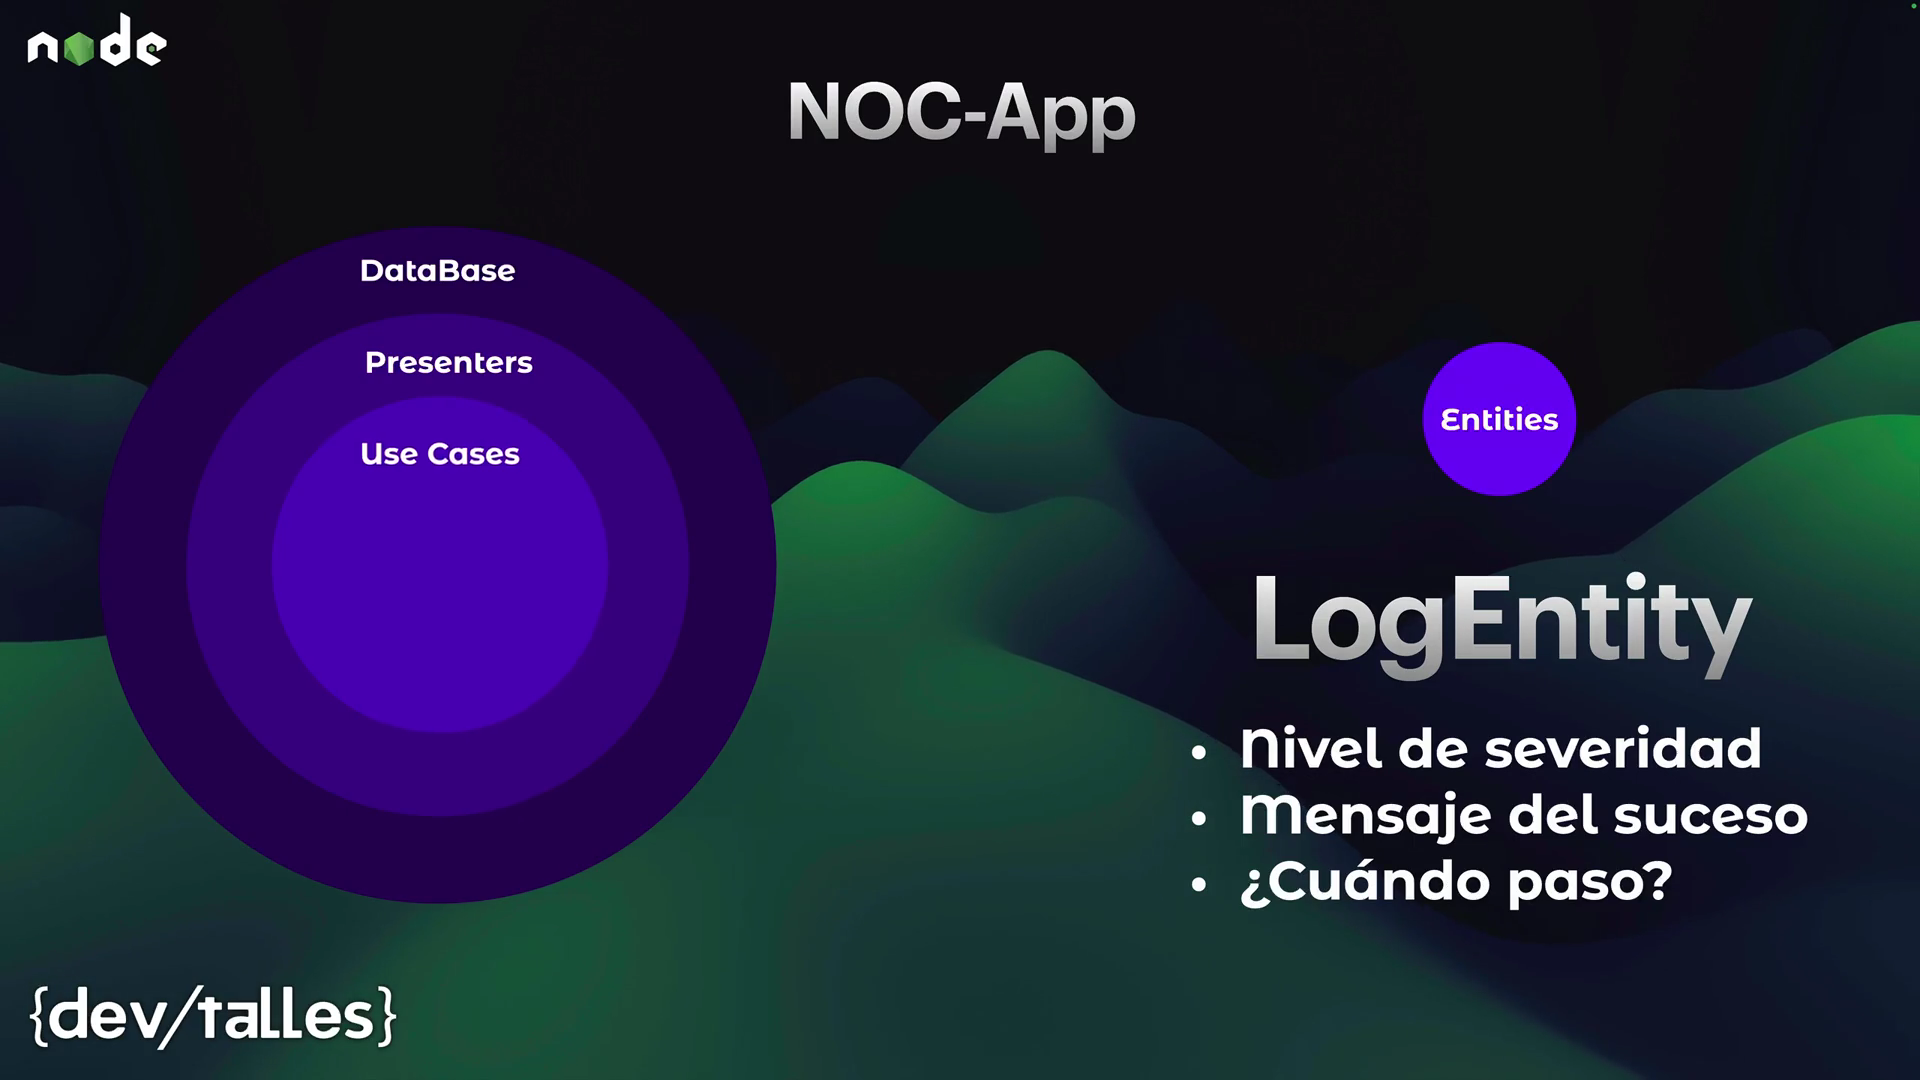 node
NOC-App
DataBase
Presenters
Use Cases
Entities
LogEntity
• Nivel de severidad
• Mensaje del suceso
• ¿Cuándo paso?
{dev/talles}